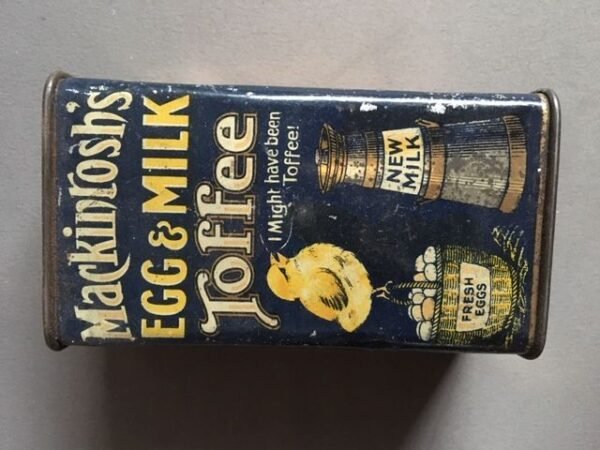 Mackintosh's
EGG & MILK
Toffee
I Might have been
Toffee!
NEW
MILK
FRESH
EGGS